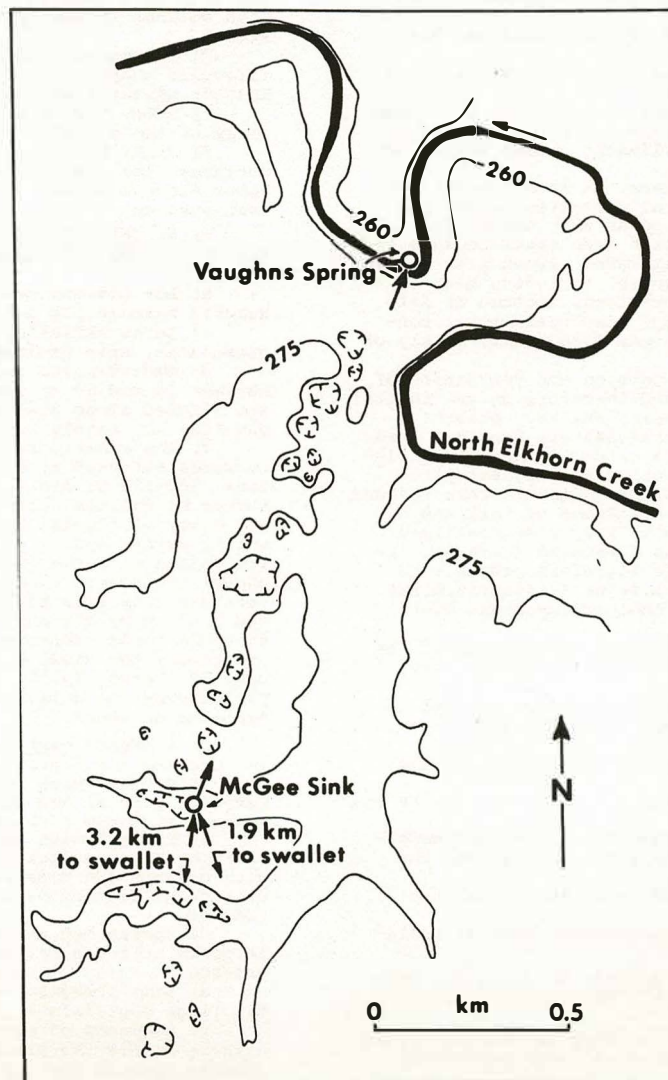 260
260
Vaughns Spring
275
North Elkhorn Creek
275
McGee Sink
3.2 km
to swallet
1.9 km
to swallet
N
km
0 0.5